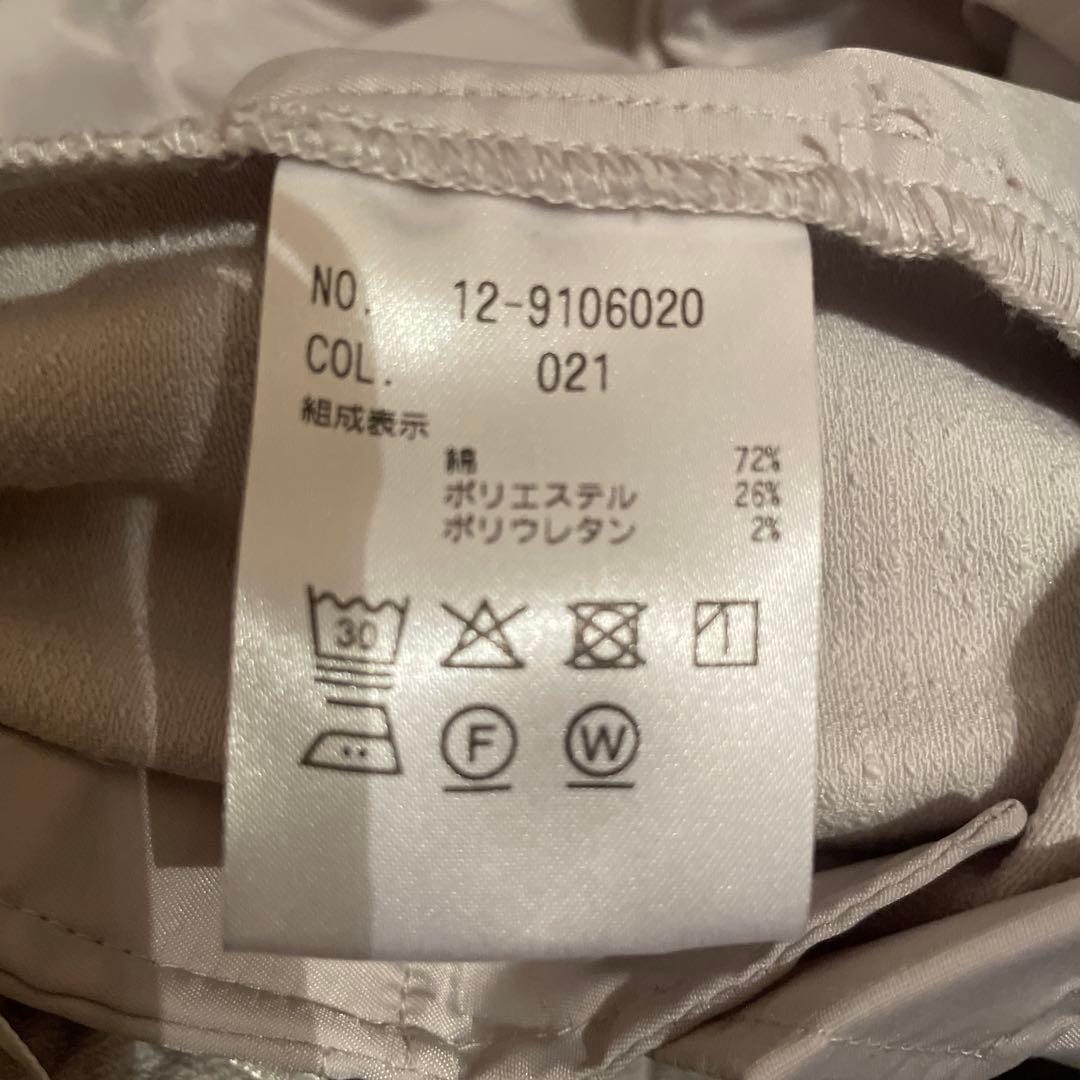 NO. 12-9106020
COL. 021
組成表示
綿 72%
ポリエステル 26%
ポリウレタン 2%
30
F W